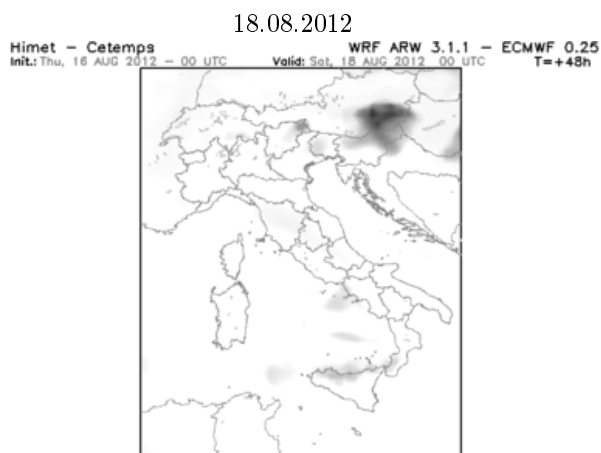 18.08.2012
Himet – Cetemps WRF ARW 3.1.1 – ECMWF 0.25
Init.: Thu, 16 AUG 2012 – 00 UTC Valid: Sat, 18 AUG 2012 00 UTC T=+48h